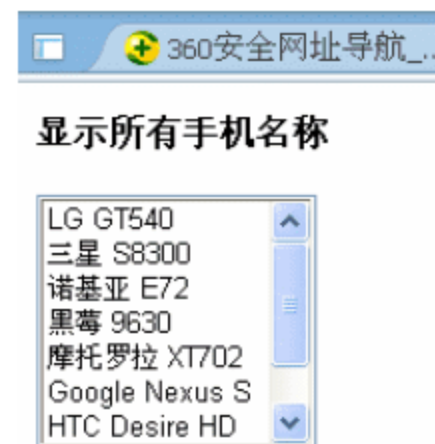 360安全网址导航_..
显示所有手机名称
LG GT540
三星 S8300
诺基亚 E72
黑莓 9630
摩托罗拉 XT702
Google Nexus S
HTC Desire HD